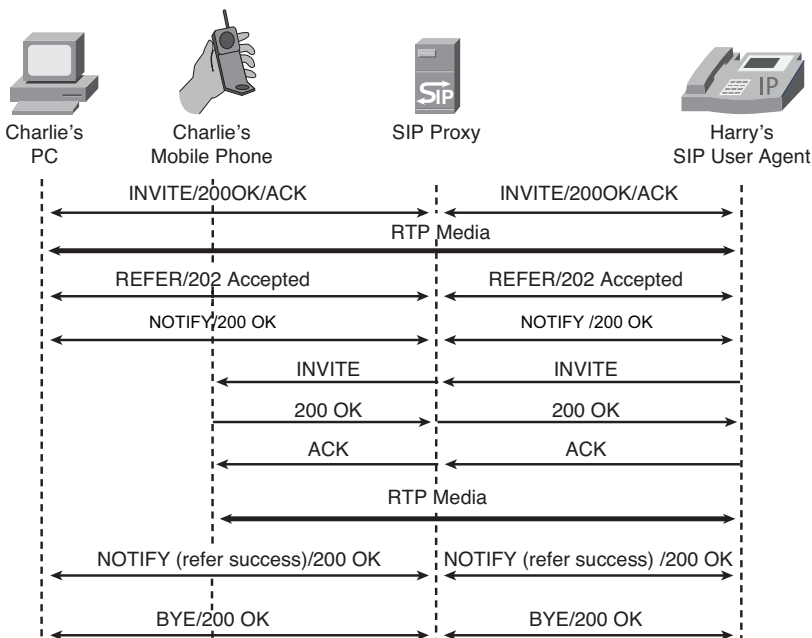 SIP
IP
Charlie's
PC
Charlie's
Mobile Phone
SIP Proxy
Harry's
SIP User Agent
INVITE/200OK/ACK
INVITE/200OK/ACK
RTP Media
REFER/202 Accepted
REFER/202 Accepted
NOTIFY/200 OK
NOTIFY /200 OK
INVITE
INVITE
200 OK
200 OK
ACK
ACK
RTP Media
NOTIFY (refer success)/200 OK
NOTIFY (refer success) /200 OK
BYE/200 OK
BYE/200 OK